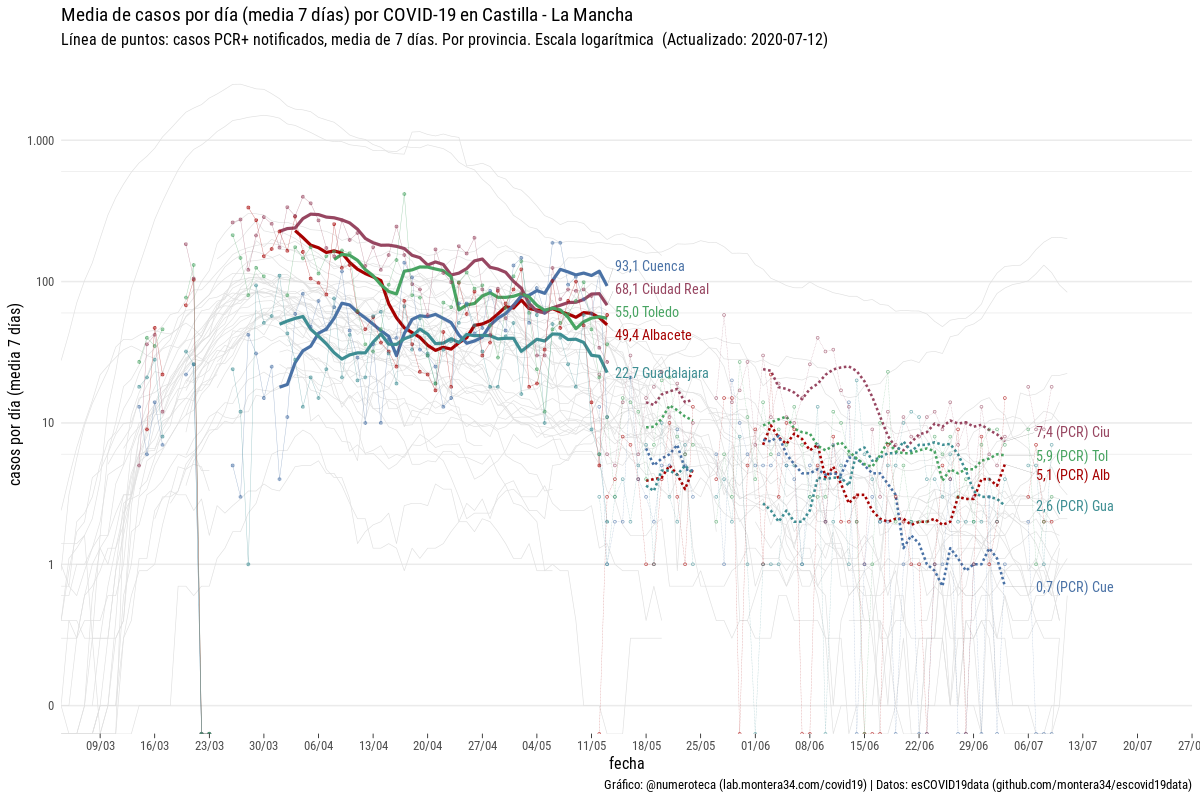 Media de casos por día (media 7 días) por COVID-19 en Castilla - La Mancha
Línea de puntos: casos PCR+ notificados, media de 7 días. Por provincia. Escala logarítmica (Actualizado: 2020-07-12)
casos por día (media 7 días)
1.000
100
10
1
0
93,1 Cuenca
68,1 Ciudad Real
55,0 Toledo
49,4 Albacete
22,7 Guadalajara
7,4 (PCR) Ciu
5,9 (PCR) Tol
5,1 (PCR) Alb
2,6 (PCR) Gua
0,7 (PCR) Cue
09/03 16/03 23/03 30/03 06/04 13/04 20/04 27/04 04/05 11/05 18/05 25/05 01/06 08/06 15/06 22/06 29/06 06/07 13/07 20/07 27/0
fecha
Gráfico: @numeroteca (lab.montera34.com/covid19) | Datos: esCOVID19data (github.com/montera34/escovid19data)